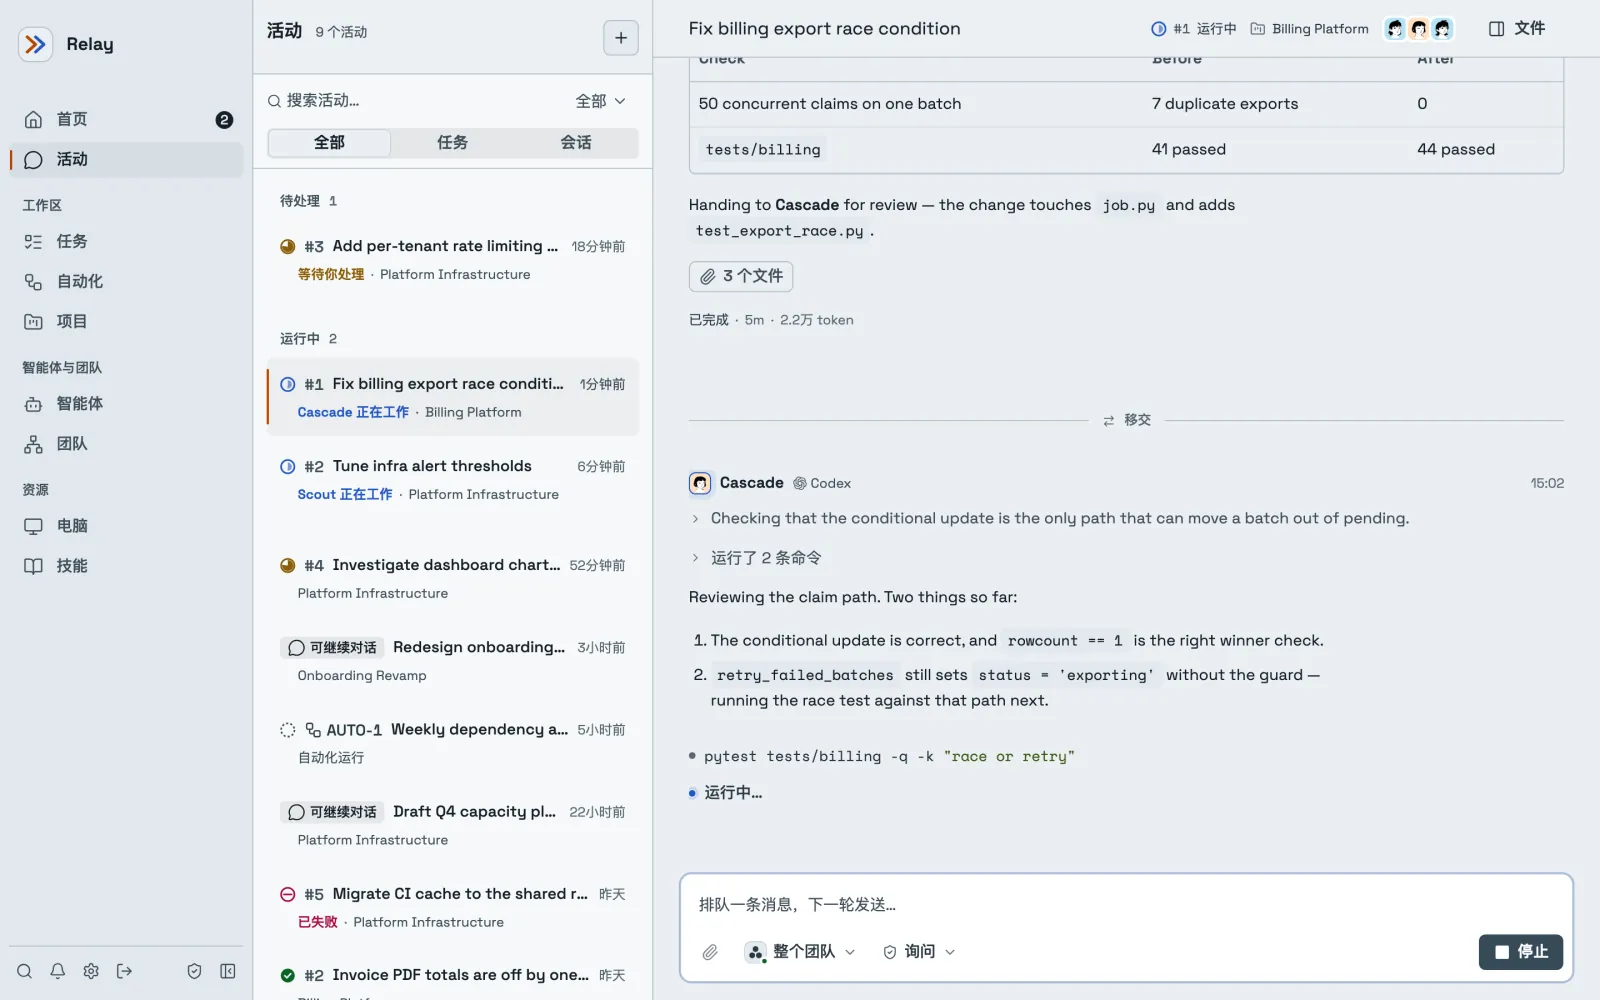 Relay
首页
2
活动
工作区
任务
自动化
项目
智能体与团队
智能体
团队
资源
电脑
技能
活动 9 个活动
搜索活动...
全部
全部 任务 会话
待处理 1
#3 Add per-tenant rate limiting ... 18分钟前
等待你处理 · Platform Infrastructure
运行中 2
#1 Fix billing export race conditi... 1分钟前
Cascade 正在工作 · Billing Platform
#2 Tune infra alert thresholds 6分钟前
Scout 正在工作 · Platform Infrastructure
#4 Investigate dashboard chart... 52分钟前
Platform Infrastructure
可继续对话 Redesign onboarding... 3小时前
Onboarding Revamp
AUTO-1 Weekly dependency a... 5小时前
自动化运行
可继续对话 Draft Q4 capacity pl... 22小时前
Platform Infrastructure
#5 Migrate CI cache to the shared r... 昨天
已失败 · Platform Infrastructure
#2 Invoice PDF totals are off by one... 昨天
Fix billing export race condition
#1 运行中 Billing Platform
文件
Check Before After
50 concurrent claims on one batch 7 duplicate exports 0
tests/billing 41 passed 44 passed
Handing to Cascade for review — the change touches job.py and adds
test_export_race.py.
3 个文件
已完成 · 5m · 2.2万 token
移交
Cascade Codex 15:02
Checking that the conditional update is the only path that can move a batch out of pending.
运行了 2 条命令
Reviewing the claim path. Two things so far:
1. The conditional update is correct, and rowcount == 1 is the right winner check.
2. retry_failed_batches still sets status = 'exporting' without the guard —
running the race test against that path next.
pytest tests/billing -q -k "race or retry"
运行中...
排队一条消息，下一轮发送...
整个团队 询问
停止